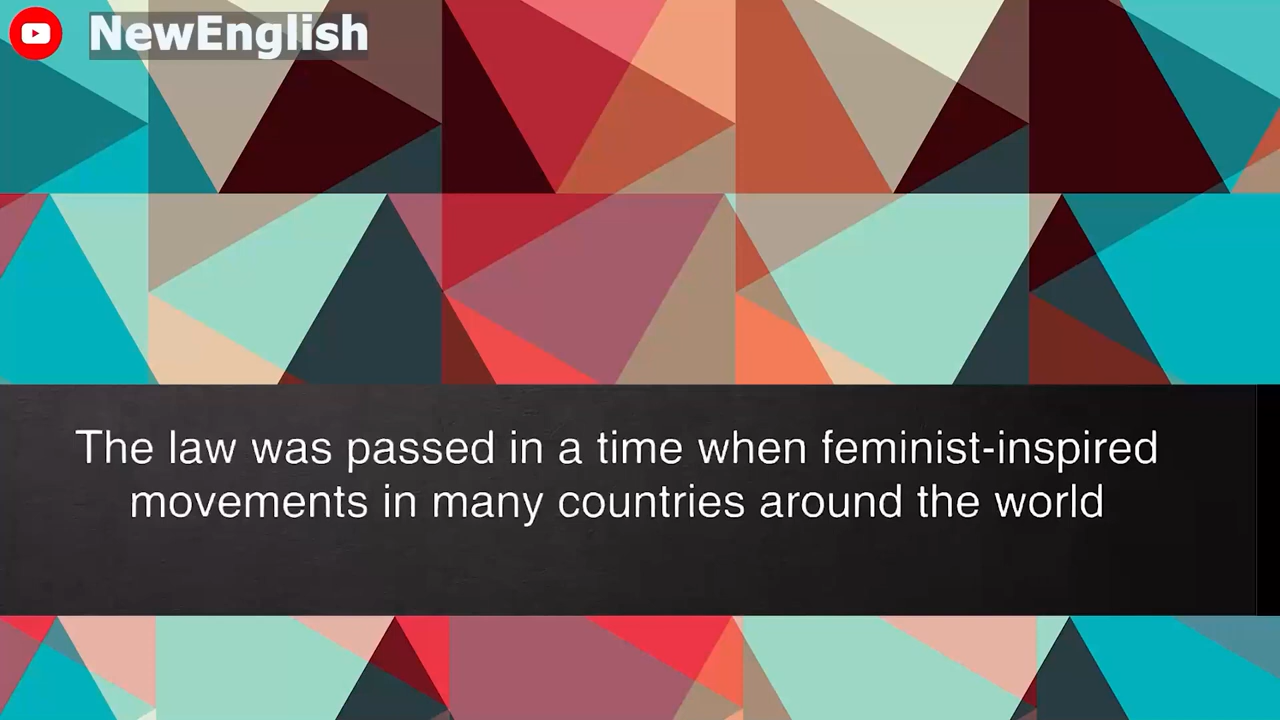 NewEnglish
The law was passed in a time when feminist-inspired
movements in many countries around the world